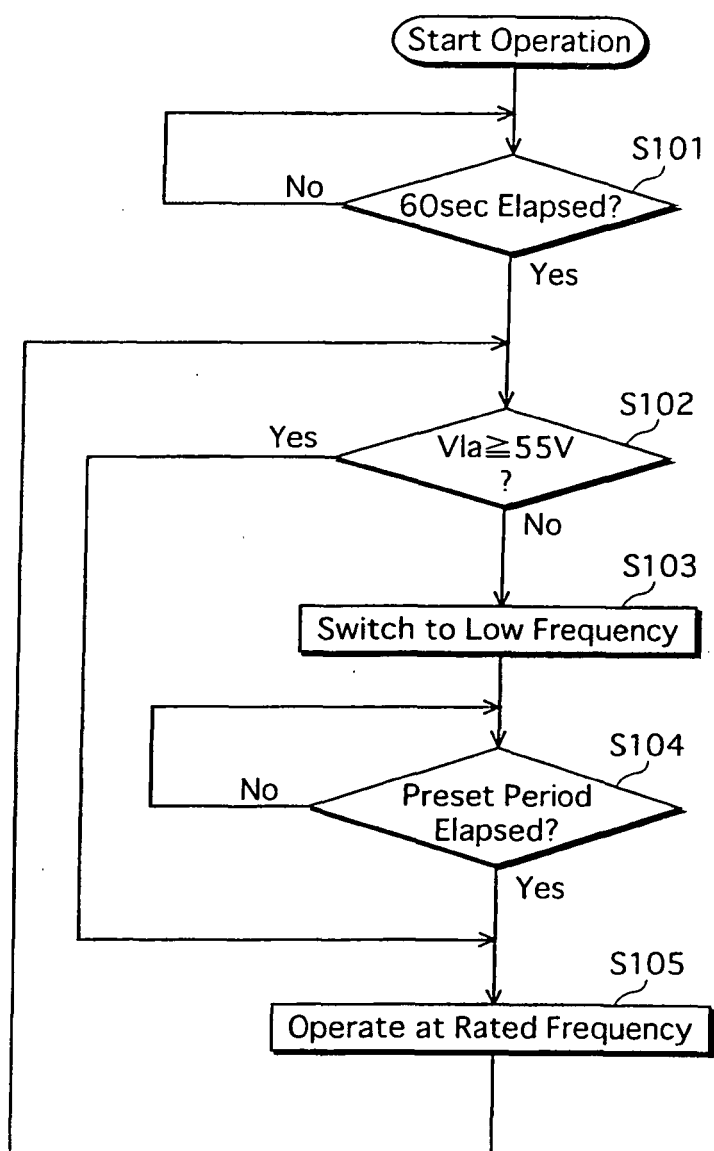 Start Operation
S101
No
60sec Elapsed?
Yes
S102
Yes
Vla≧55V
?
No
S103
Switch to Low Frequency
S104
No
Preset Period
Elapsed?
Yes
S105
Operate at Rated Frequency